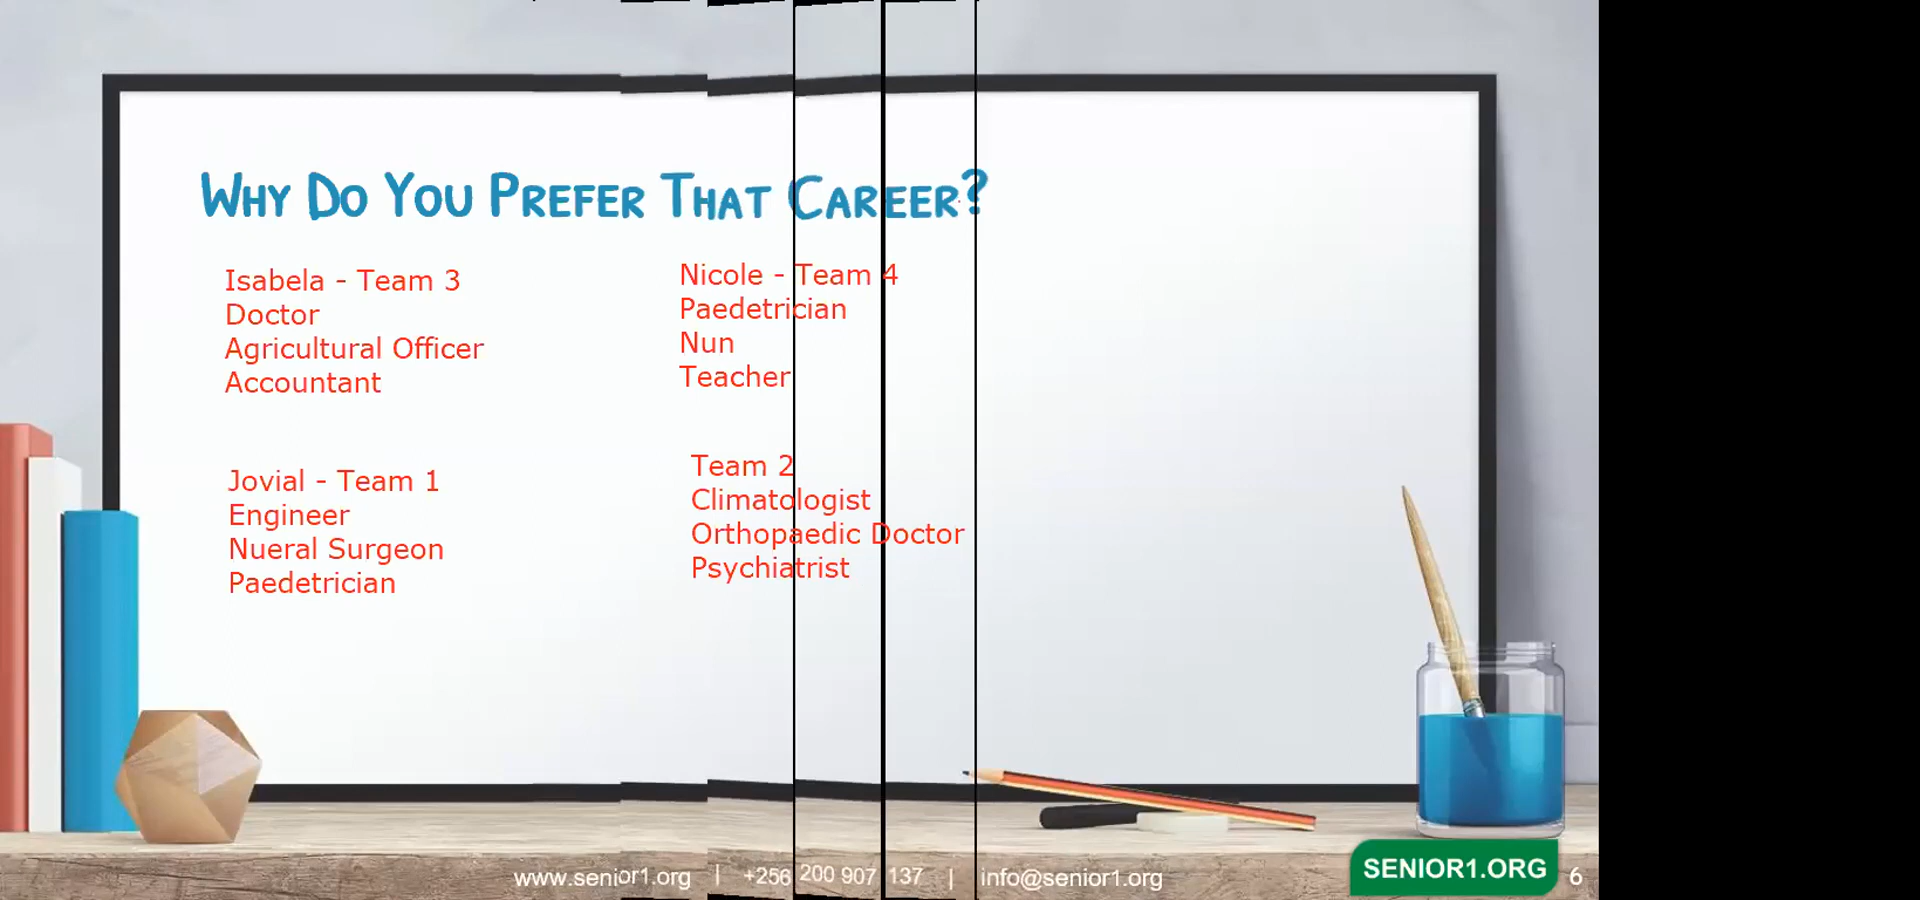 WHY DO YOU PREFER THAT CAREER?
Isabela - Team 3
Doctor
Agricultural Officer
Accountant
Nicole - Team 4
Paedetrician
Nun
Teacher
Jovial - Team 1
Engineer
Nueral Surgeon
Paedetrician
Team 2
Climatologist
Orthopaedic Doctor
Psychiatrist
www.senior1.org | +256 200 907 137 | info@senior1.org
SENIOR1.ORG 6